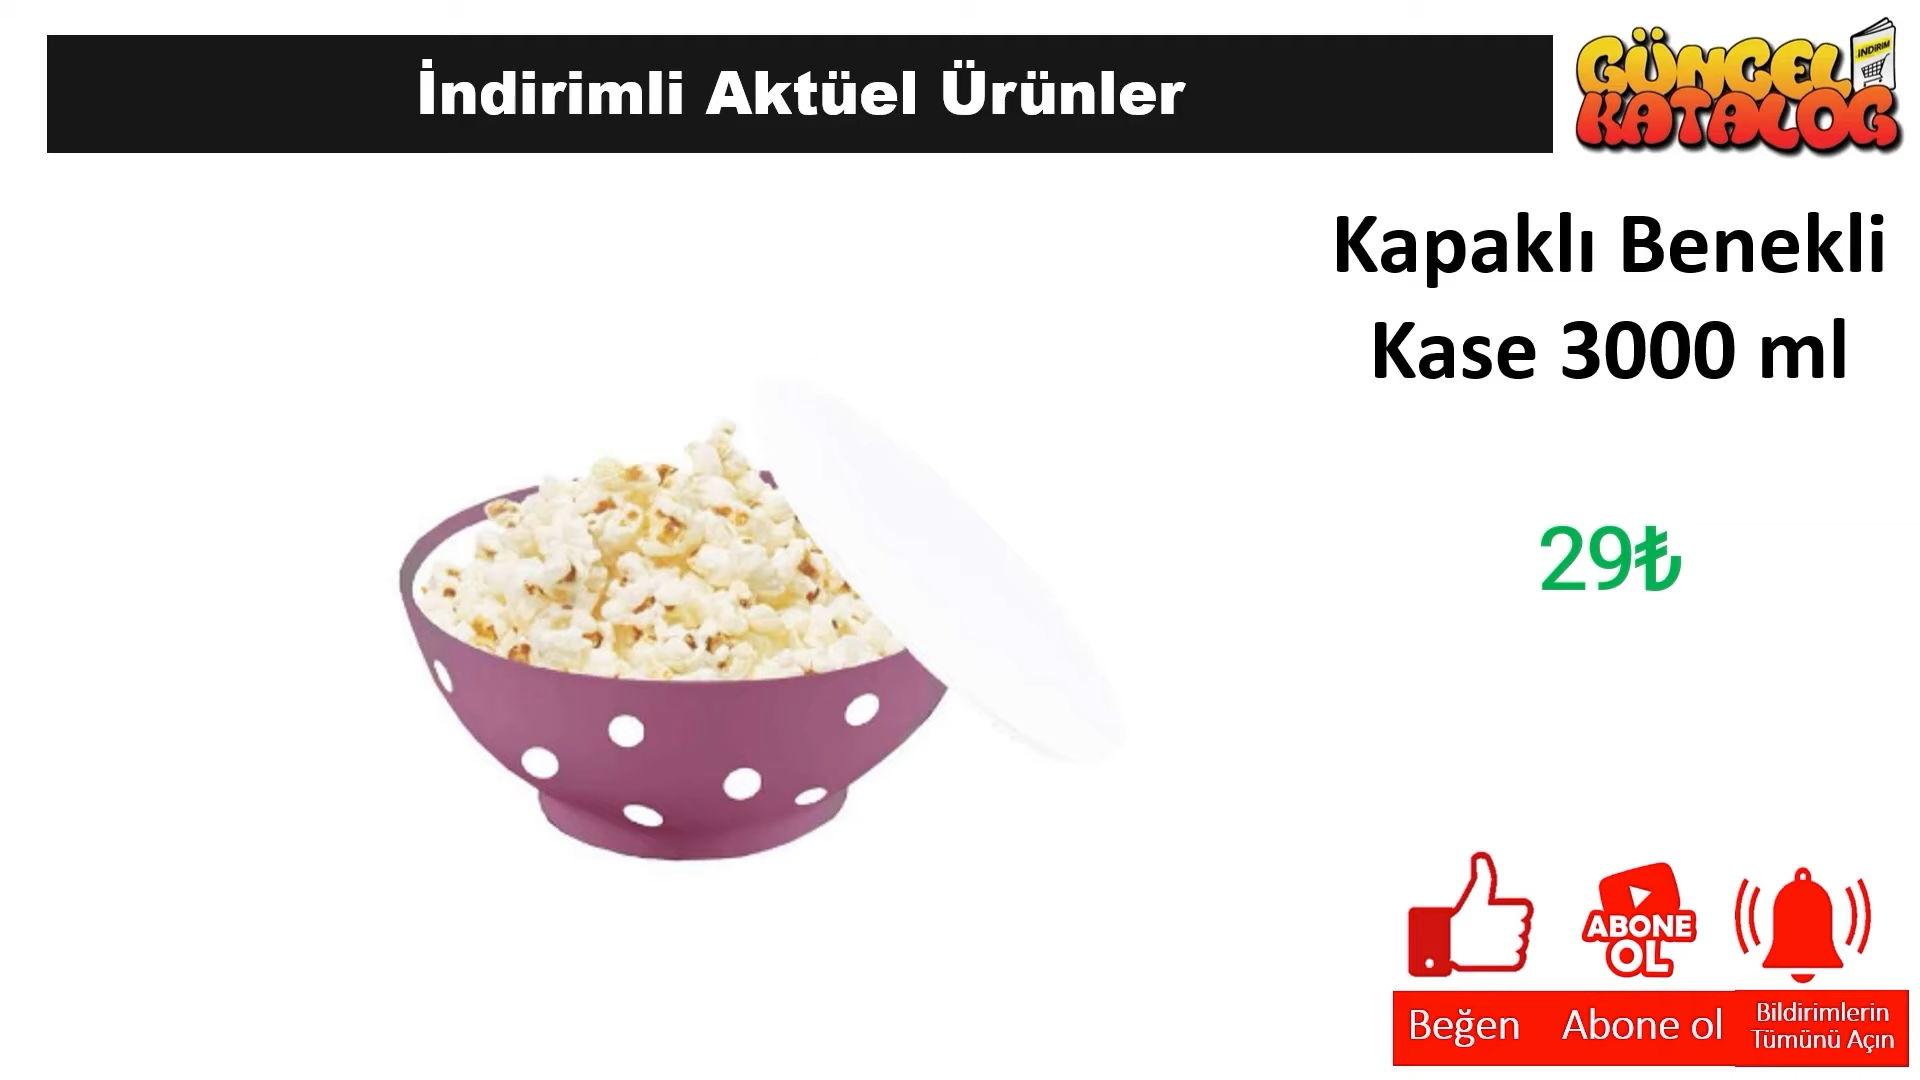 İndirimli Aktüel Ürünler
GÜNCEL
KATALOG
İNDİRİM
Kapaklı Benekli
Kase 3000 ml
29₺
ABONE
OL
Beğen
Abone ol
Bildirimlerin
Tümünü Açın